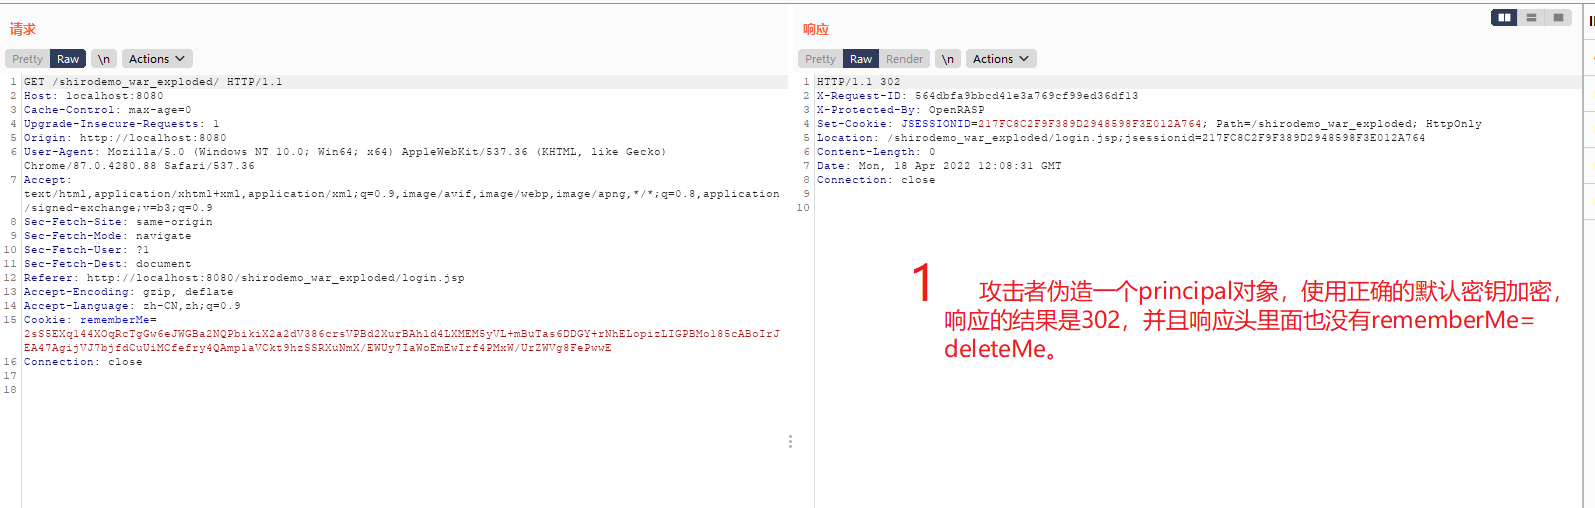 请求
Pretty Raw \n Actions
1 GET /shirodemo_war_exploded/ HTTP/1.1
2 Host: localhost:8080
3 Cache-Control: max-age=0
4 Upgrade-Insecure-Requests: 1
5 Origin: http://localhost:8080
6 User-Agent: Mozilla/5.0 (Windows NT 10.0; Win64; x64) AppleWebKit/537.36 (KHTML, like Gecko)
Chrome/87.0.4280.88 Safari/537.36
7 Accept:
text/html,application/xhtml+xml,application/xml;q=0.9,image/avif,image/webp,image/apng,*/*;q=0.8,application
/signed-exchange;v=b3;q=0.9
8 Sec-Fetch-Site: same-origin
9 Sec-Fetch-Mode: navigate
10 Sec-Fetch-User: ?1
11 Sec-Fetch-Dest: document
12 Referer: http://localhost:8080/shirodemo_war_exploded/login.jsp
13 Accept-Encoding: gzip, deflate
14 Accept-Language: zh-CN,zh;q=0.9
15 Cookie: rememberMe=
16 Connection: close
17
18
响应
Pretty Raw Render \n Actions
1 HTTP/1.1 302
2 X-Request-ID: 564dbfa9bbcd41e3a769cf99ed36df13
3 X-Protected-By: OpenRASP
4 Set-Cookie: JSESSIONID=217FC8C2F9F389D2948598F3E012A764; Path=/shirodemo_war_exploded; HttpOnly
5 Location: /shirodemo_war_exploded/login.jsp;jsessionid=217FC8C2F9F389D2948598F3E012A764
6 Content-Length: 0
7 Date: Mon, 18 Apr 2022 12:08:31 GMT
8 Connection: close
9
10
1 攻击者伪造一个principal对象，使用正确的默认密钥加密，
响应的结果是302，并且响应头里面也没有rememberMe=
deleteMe。